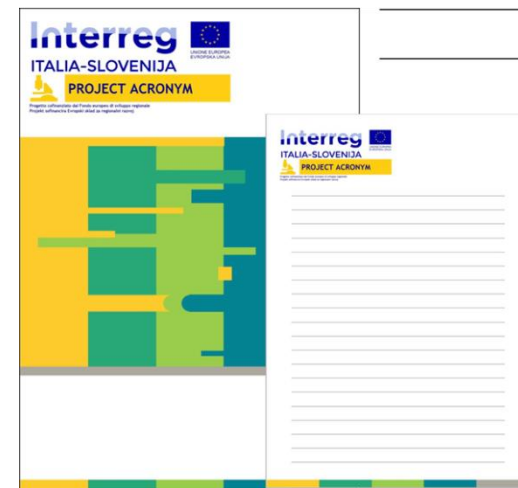 Interreg
UNIONE EUROPEA
EVROPSKA UNIJA
ITALIA-SLOVENIJA
PROJECT ACRONYM
Progetto cofinanziato dal Fondo europeo di sviluppo regionale
Projekt sofinancira Evropski sklad za regionalni razvoj
Interreg
ITALIA-SLOVENIJA
PROJECT ACRONYM